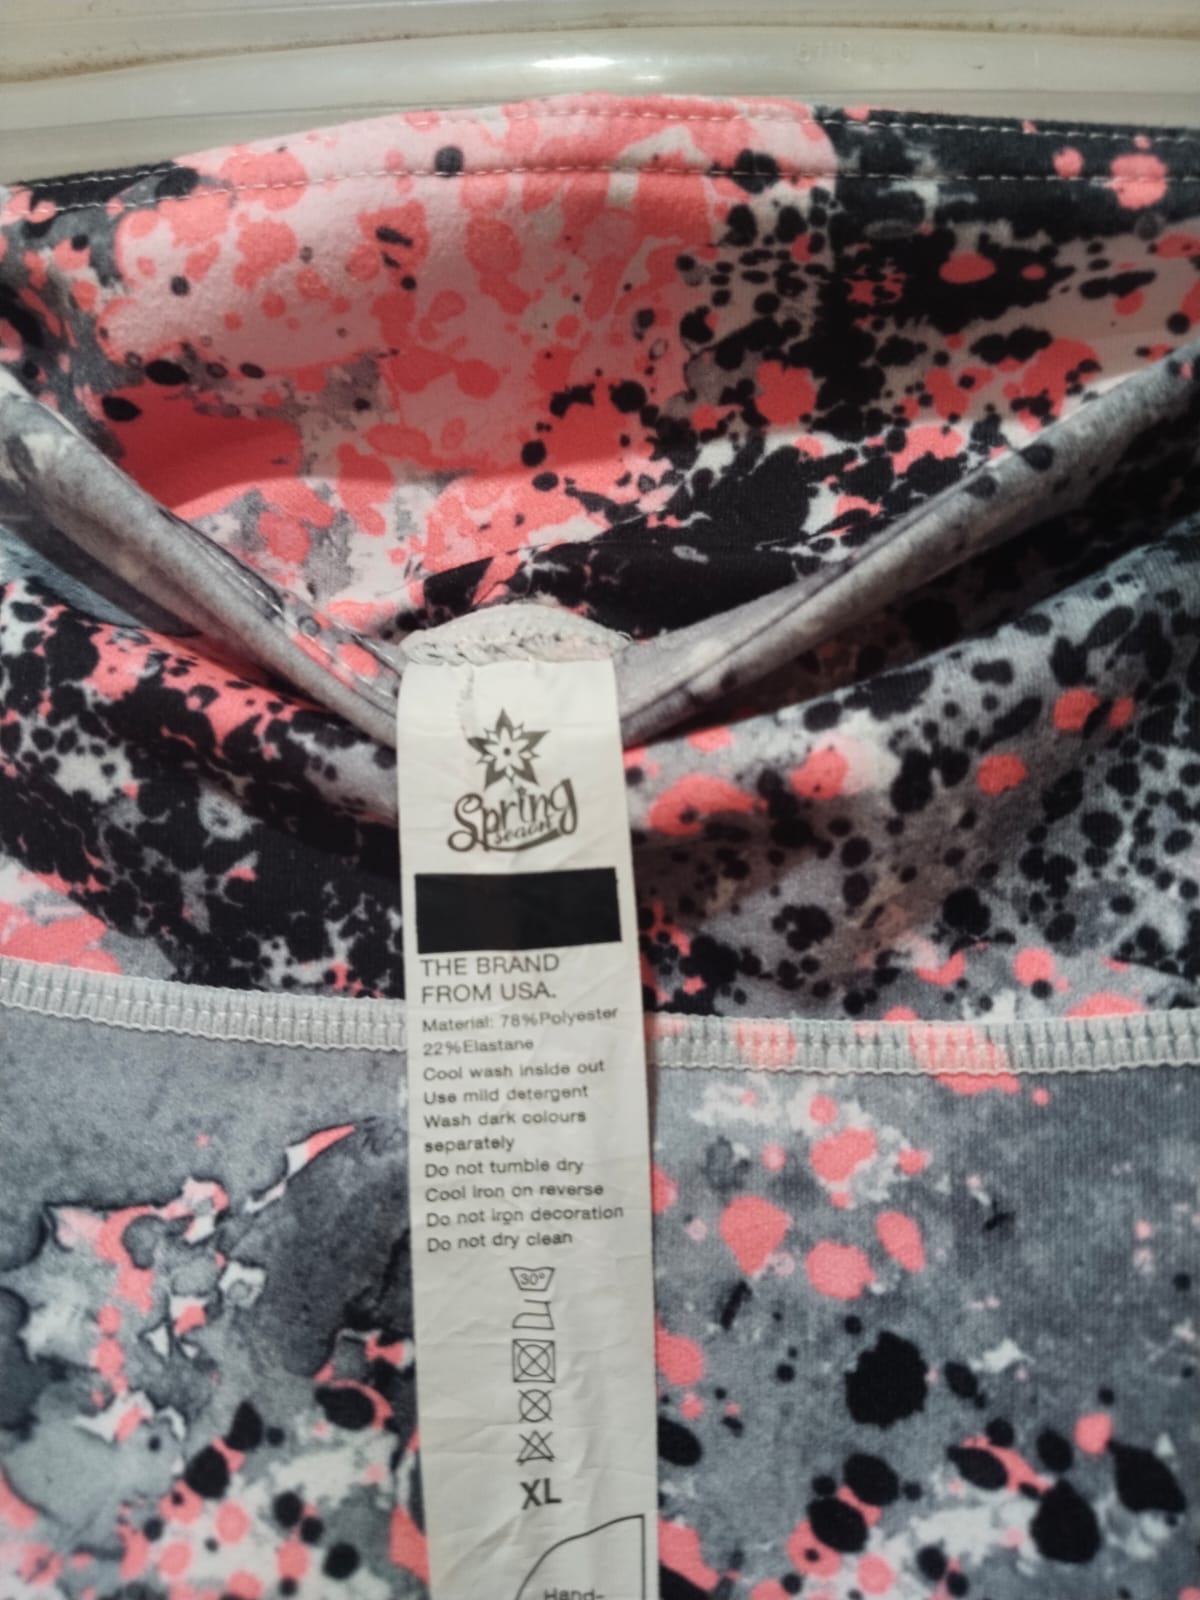 Spring
season
THE BRAND
FROM USA.
Material: 78%Polyester
22%Elastane
Cool wash inside out
Use mild detergent
Wash dark colours
separately
Do not tumble dry
Cool iron on reverse
Do not iron decoration
Do not dry clean
30°
XL
Hand-